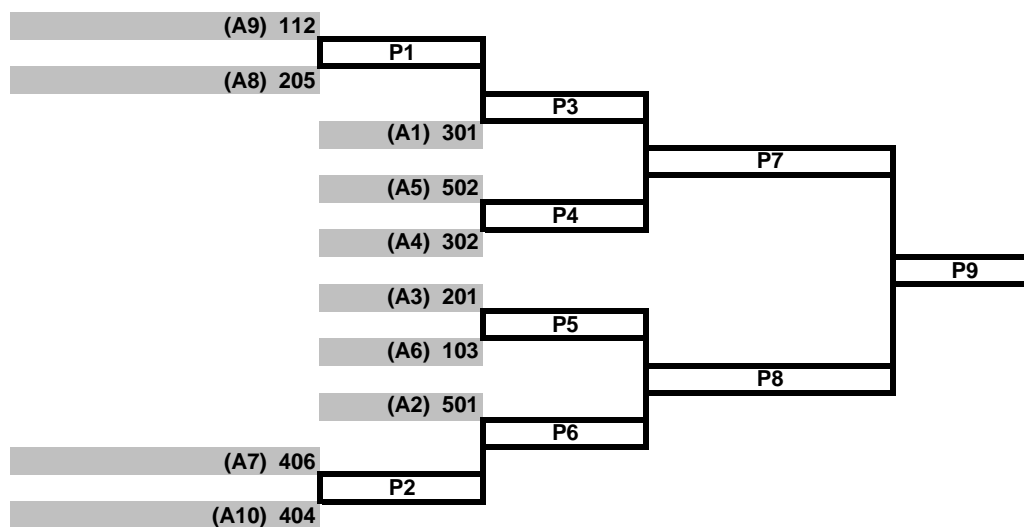 (A9) 112
P1
(A8) 205
P3
(A1) 301
P7
(A5) 502
P4
(A4) 302
P9
(A3) 201
P5
(A6) 103
P8
(A2) 501
P6
(A7) 406
P2
(A10) 404